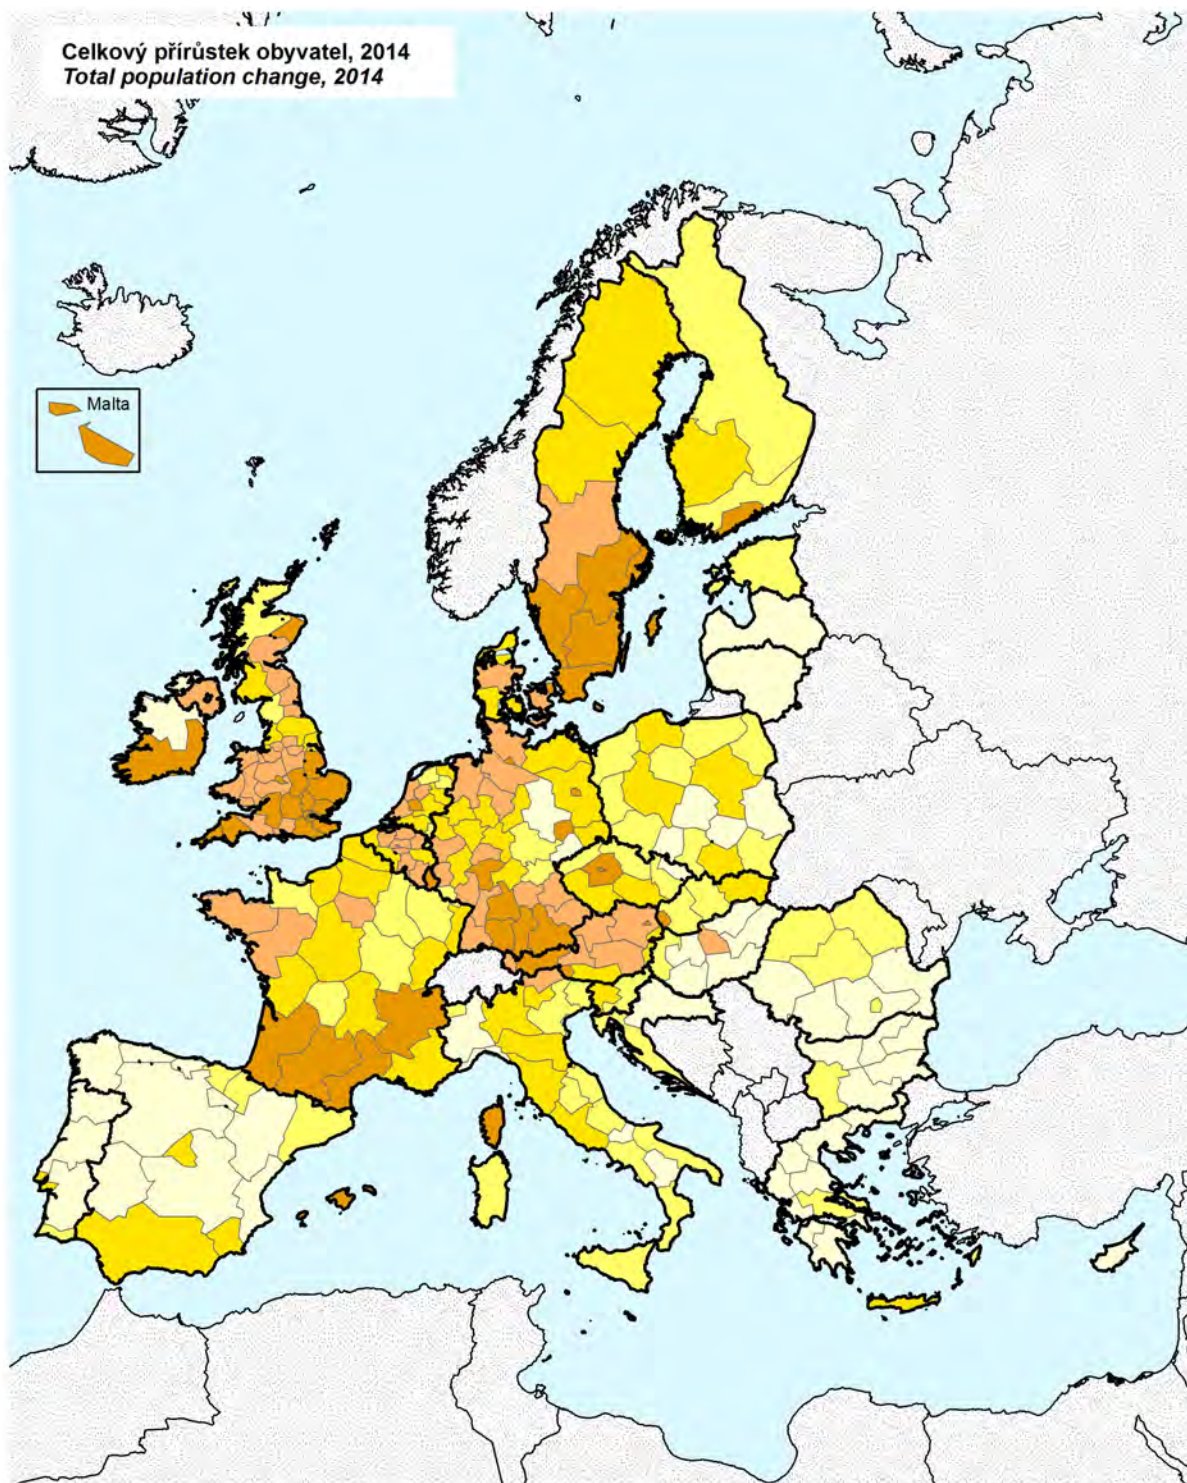 Celkový přírůstek obyvatel, 2014
Total population change, 2014
Malta